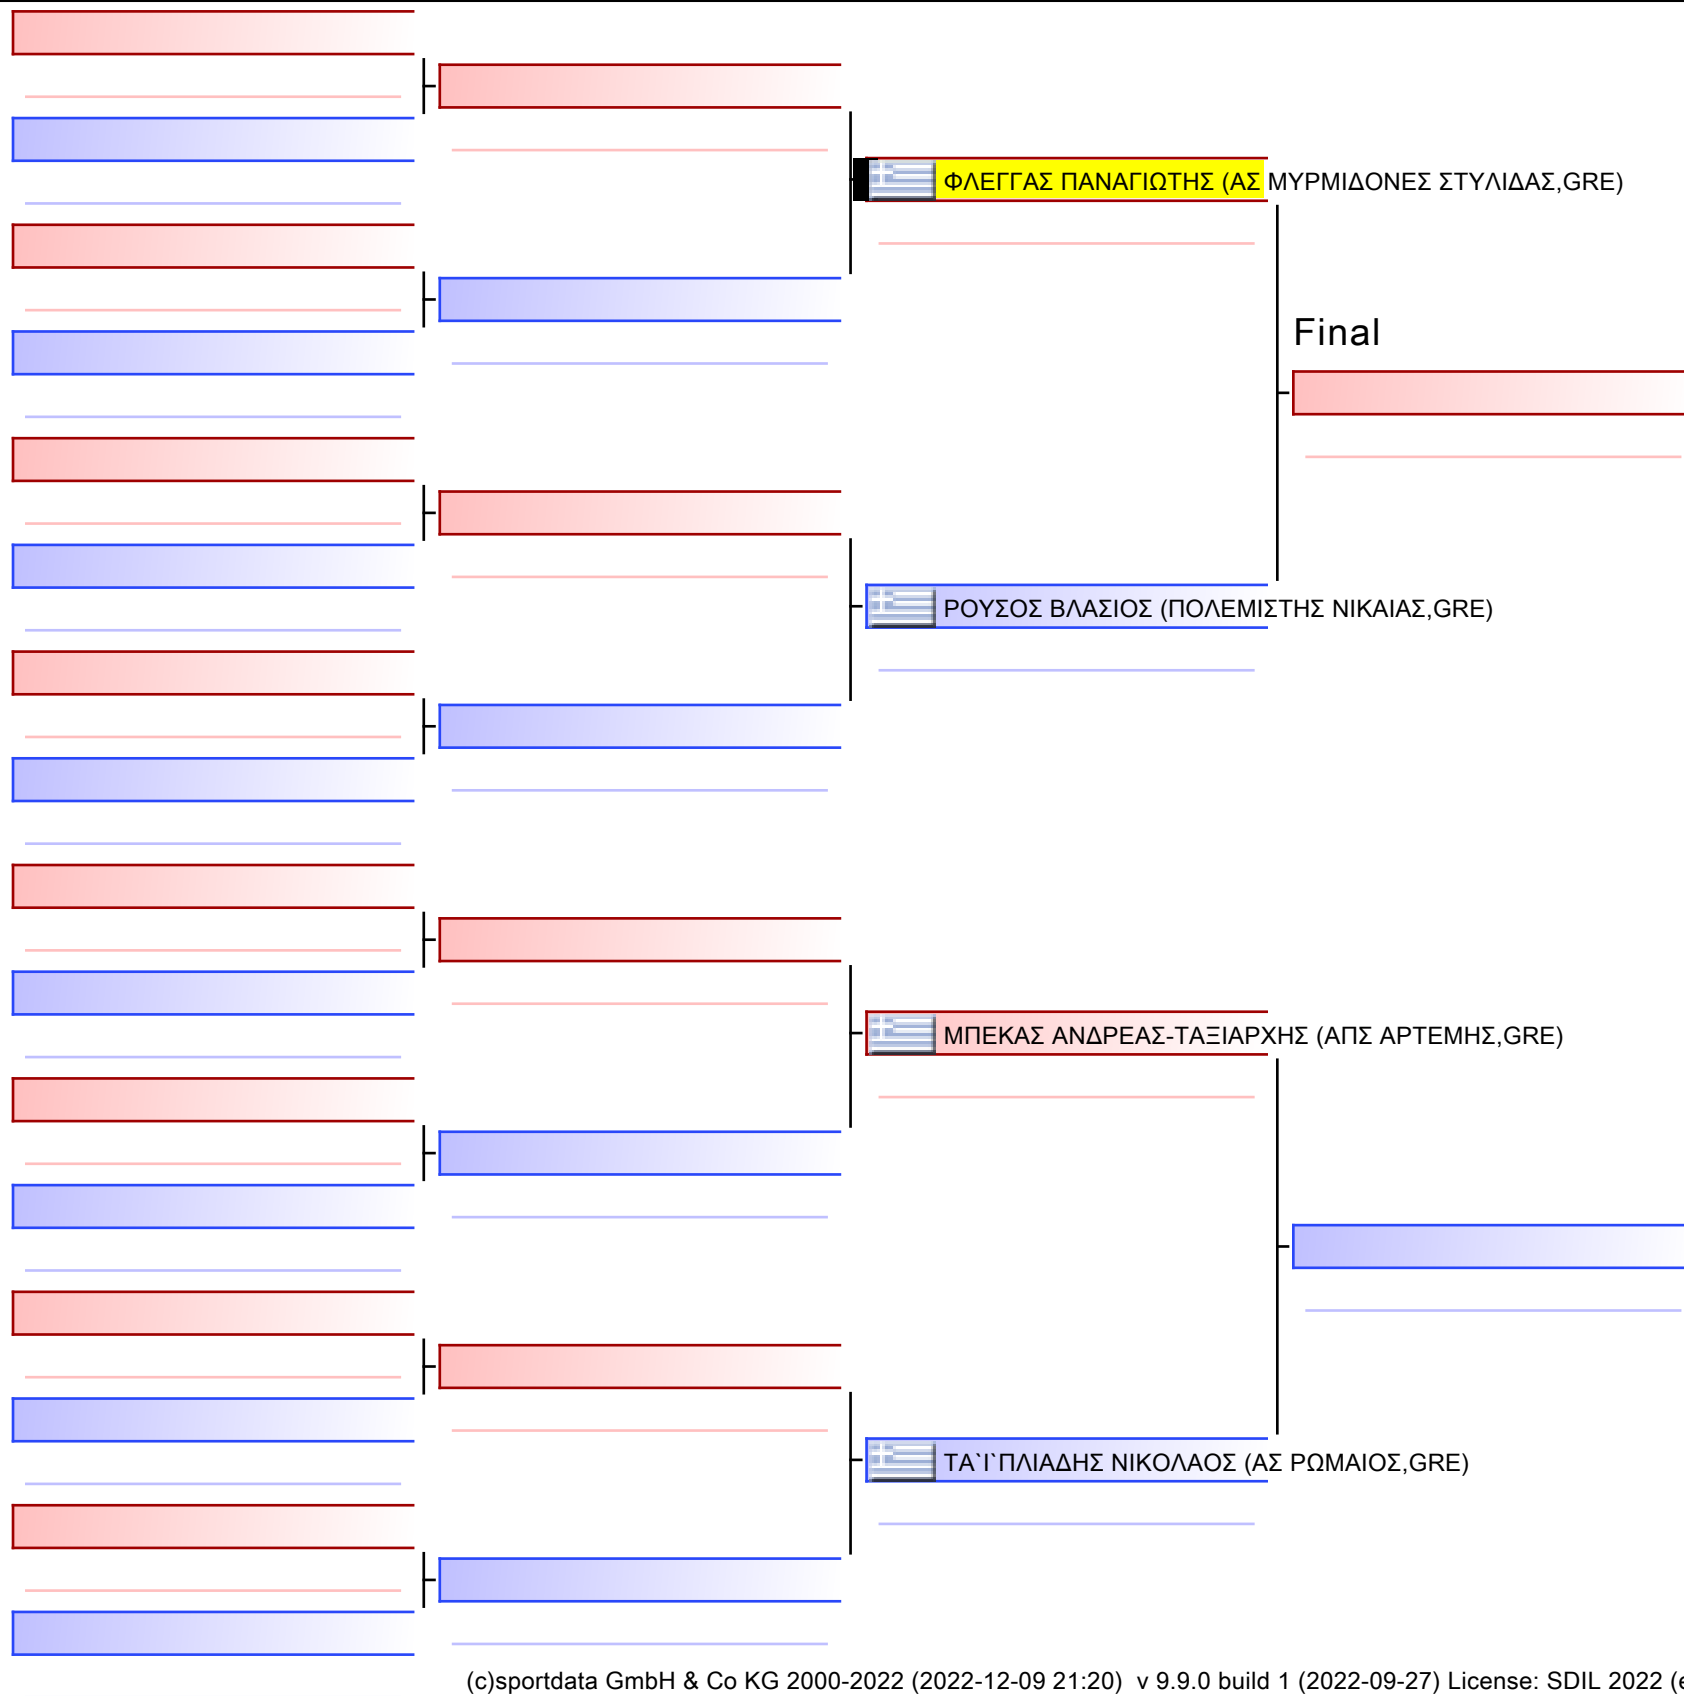 ΦΛΕΓΓΑΣ ΠΑΝΑΓΙΩΤΗΣ (ΑΣ ΜΥΡΜΙΔΟΝΕΣ ΣΤΥΛΙΔΑΣ,GRE)
Final
ΡΟΥΣΟΣ ΒΛΑΣΙΟΣ (ΠΟΛΕΜΙΣΤΗΣ ΝΙΚΑΙΑΣ,GRE)
ΜΠΕΚΑΣ ΑΝΔΡΕΑΣ-ΤΑΞΙΑΡΧΗΣ (ΑΠΣ ΑΡΤΕΜΗΣ,GRE)
ΤΑ`Ι`ΠΛΙΑΔΗΣ ΝΙΚΟΛΑΟΣ (ΑΣ ΡΩΜΑΙΟΣ,GRE)
(c)sportdata GmbH & Co KG 2000-2022 (2022-12-09 21:20) v 9.9.0 build 1 (2022-09-27) License: SDIL 2022 (e